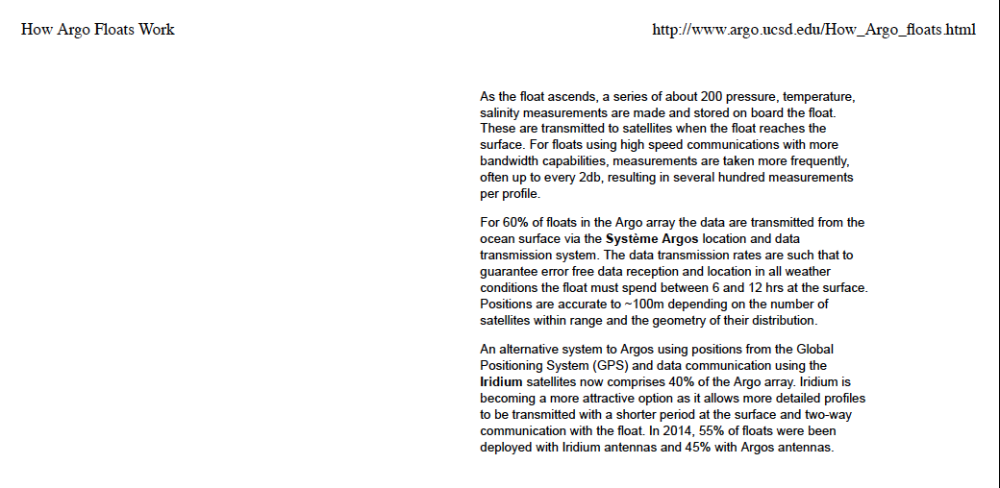 How Argo Floats Work
http://www.argo.ucsd.edu/How_Argo_floats.html
As the float ascends, a series of about 200 pressure, temperature,
salinity measurements are made and stored on board the float.
These are transmitted to satellites when the float reaches the
surface. For floats using high speed communications with more
bandwidth capabilities, measurements are taken more frequently,
often up to every 2db, resulting in several hundred measurements
per profile.
For 60% of floats in the Argo array the data are transmitted from the
ocean surface via the Système Argos location and data
transmission system. The data transmission rates are such that to
guarantee error free data reception and location in all weather
conditions the float must spend between 6 and 12 hrs at the surface.
Positions are accurate to ~100m depending on the number of
satellites within range and the geometry of their distribution.
An alternative system to Argos using positions from the Global
Positioning System (GPS) and data communication using the
Iridium satellites now comprises 40% of the Argo array. Iridium is
becoming a more attractive option as it allows more detailed profiles
to be transmitted with a shorter period at the surface and two-way
communication with the float. In 2014, 55% of floats were been
deployed with Iridium antennas and 45% with Argos antennas.